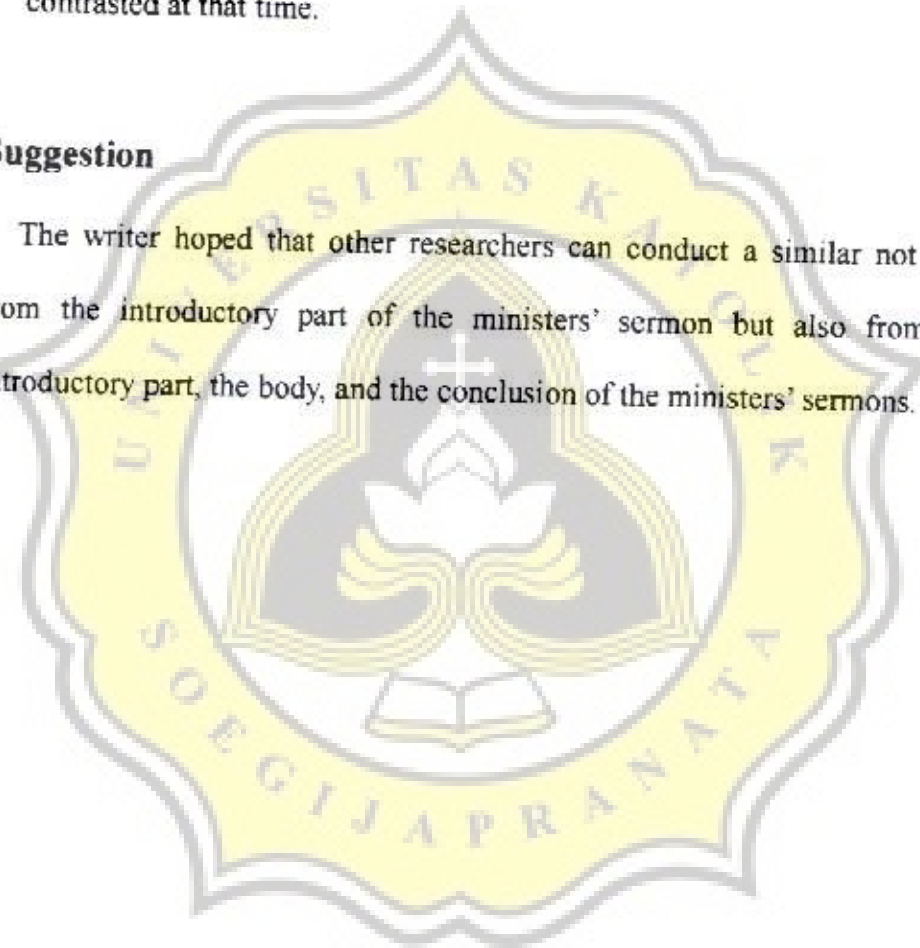 contrasted at that time.
Suggestion
The writer hoped that other researchers can conduct a similar not
om the introductory part of the ministers' sermon but also from
troductory part, the body, and the conclusion of the ministers' sermons.
UNIVERSITAS KATOLIK
SOEGIJAPRANATA